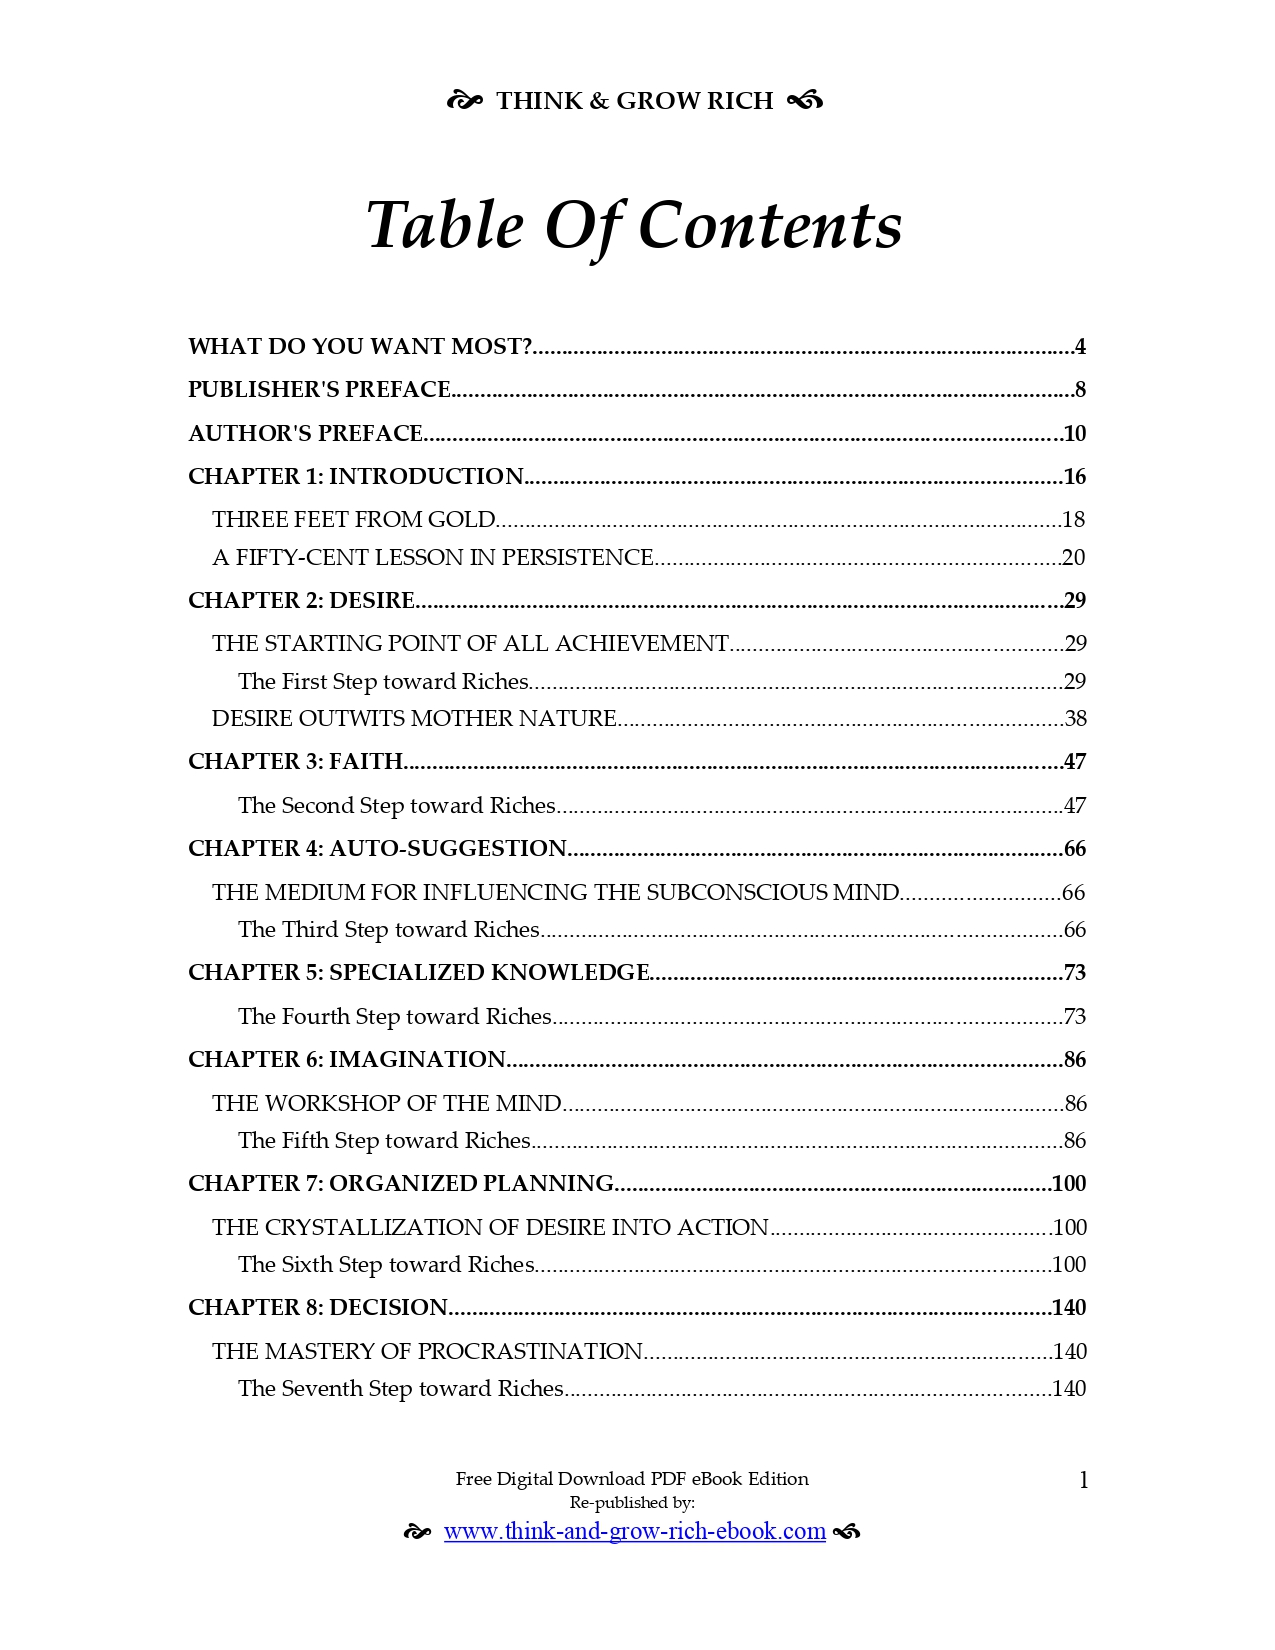 THINK & GROW RICH
Table Of Contents
WHAT DO YOU WANT MOST?...4
PUBLISHER'S PREFACE...8
AUTHOR'S PREFACE...10
CHAPTER 1: INTRODUCTION...16
THREE FEET FROM GOLD...18
A FIFTY-CENT LESSON IN PERSISTENCE...20
CHAPTER 2: DESIRE...29
THE STARTING POINT OF ALL ACHIEVEMENT...29
The First Step toward Riches...29
DESIRE OUTWITS MOTHER NATURE...38
CHAPTER 3: FAITH...47
The Second Step toward Riches...47
CHAPTER 4: AUTO-SUGGESTION...66
THE MEDIUM FOR INFLUENCING THE SUBCONSCIOUS MIND...66
The Third Step toward Riches...66
CHAPTER 5: SPECIALIZED KNOWLEDGE...73
The Fourth Step toward Riches...73
CHAPTER 6: IMAGINATION...86
THE WORKSHOP OF THE MIND...86
The Fifth Step toward Riches...86
CHAPTER 7: ORGANIZED PLANNING...100
THE CRYSTALLIZATION OF DESIRE INTO ACTION...100
The Sixth Step toward Riches...100
CHAPTER 8: DECISION...140
THE MASTERY OF PROCRASTINATION...140
The Seventh Step toward Riches...140
Free Digital Download PDF eBook Edition 1
Re-published by:
www.think-and-grow-rich-ebook.com